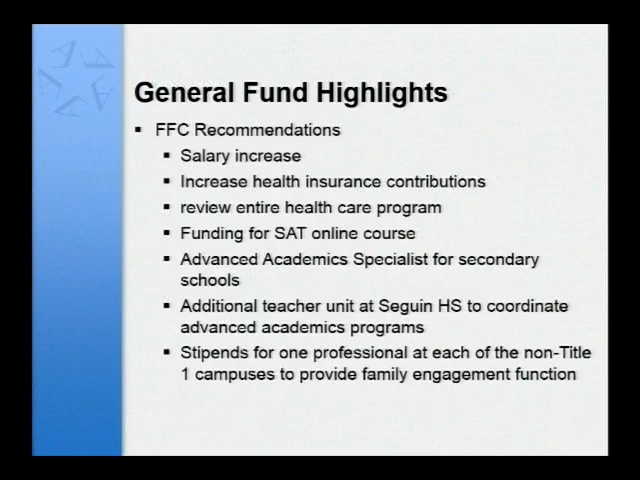 General Fund Highlights
▪ FFC Recommendations
▪ Salary increase
▪ Increase health insurance contributions
▪ review entire health care program
▪ Funding for SAT online course
▪ Advanced Academics Specialist for secondary
schools
▪ Additional teacher unit at Seguin HS to coordinate
advanced academics programs
▪ Stipends for one professional at each of the non-Title
1 campuses to provide family engagement function